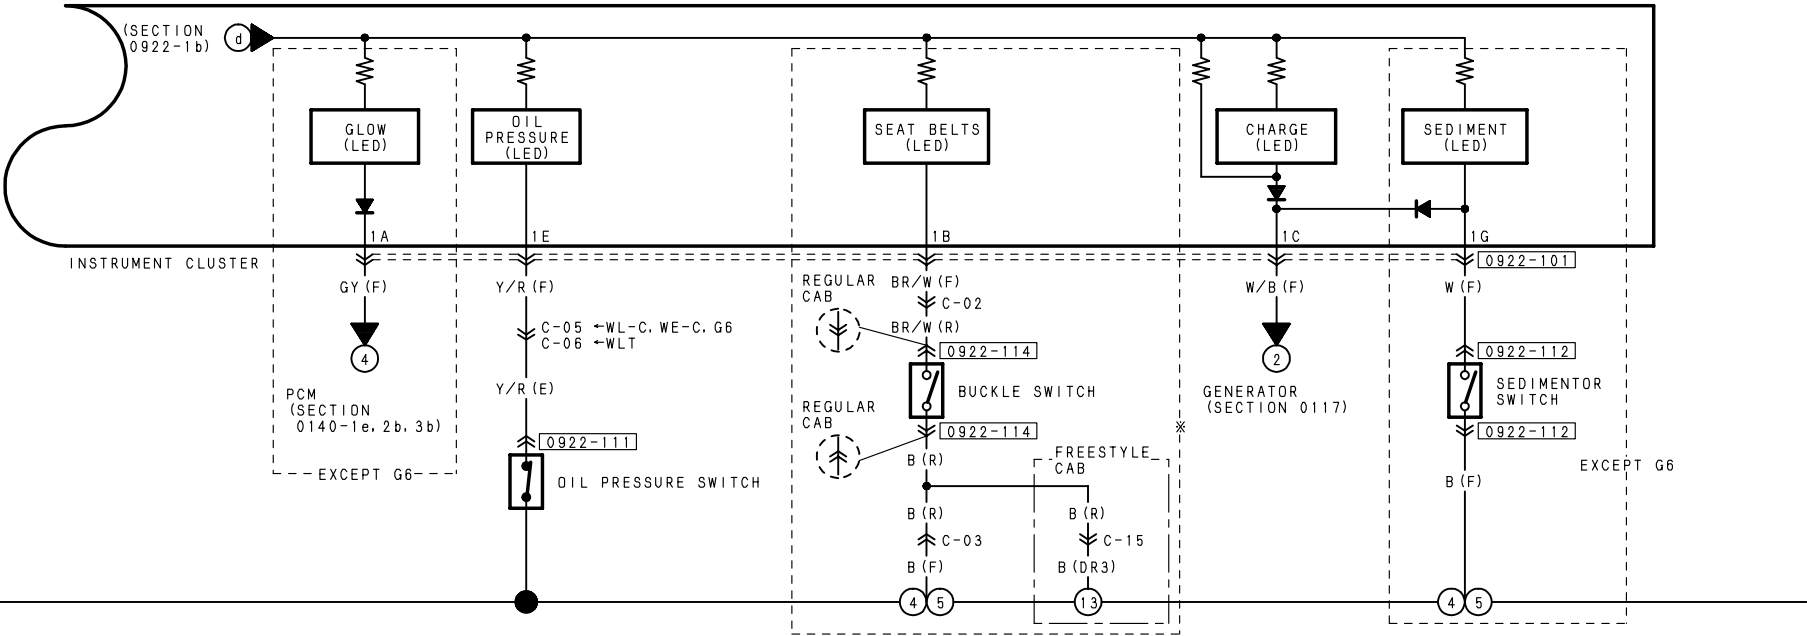 (SECTION
0922-1b)
d
GLOW
(LED)
OIL
PRESSURE
(LED)
SEAT BELTS
(LED)
CHARGE
(LED)
SEDIMENT
(LED)
1A
1E
1B
1C
1G
INSTRUMENT CLUSTER
0922-101
GY (F)
Y/R (F)
REGULAR
CAB
BR/W (F)
C-02
BR/W (R)
W/B (F)
W (F)
C-05 ←WL-C, WE-C, G6
C-06 ←WLT
0922-114
0922-112
4
2
PCM
(SECTION
0140-1e, 2b, 3b)
Y/R (E)
BUCKLE SWITCH
GENERATOR
(SECTION 0117)
SEDIMENTOR
SWITCH
REGULAR
CAB
0922-114
0922-112
※
0922-111
B (R)
FREESTYLE
CAB
EXCEPT G6
EXCEPT G6
OIL PRESSURE SWITCH
B (F)
B (R)
B (R)
C-03
C-15
B (F)
B (DR3)
4 5
13
4 5